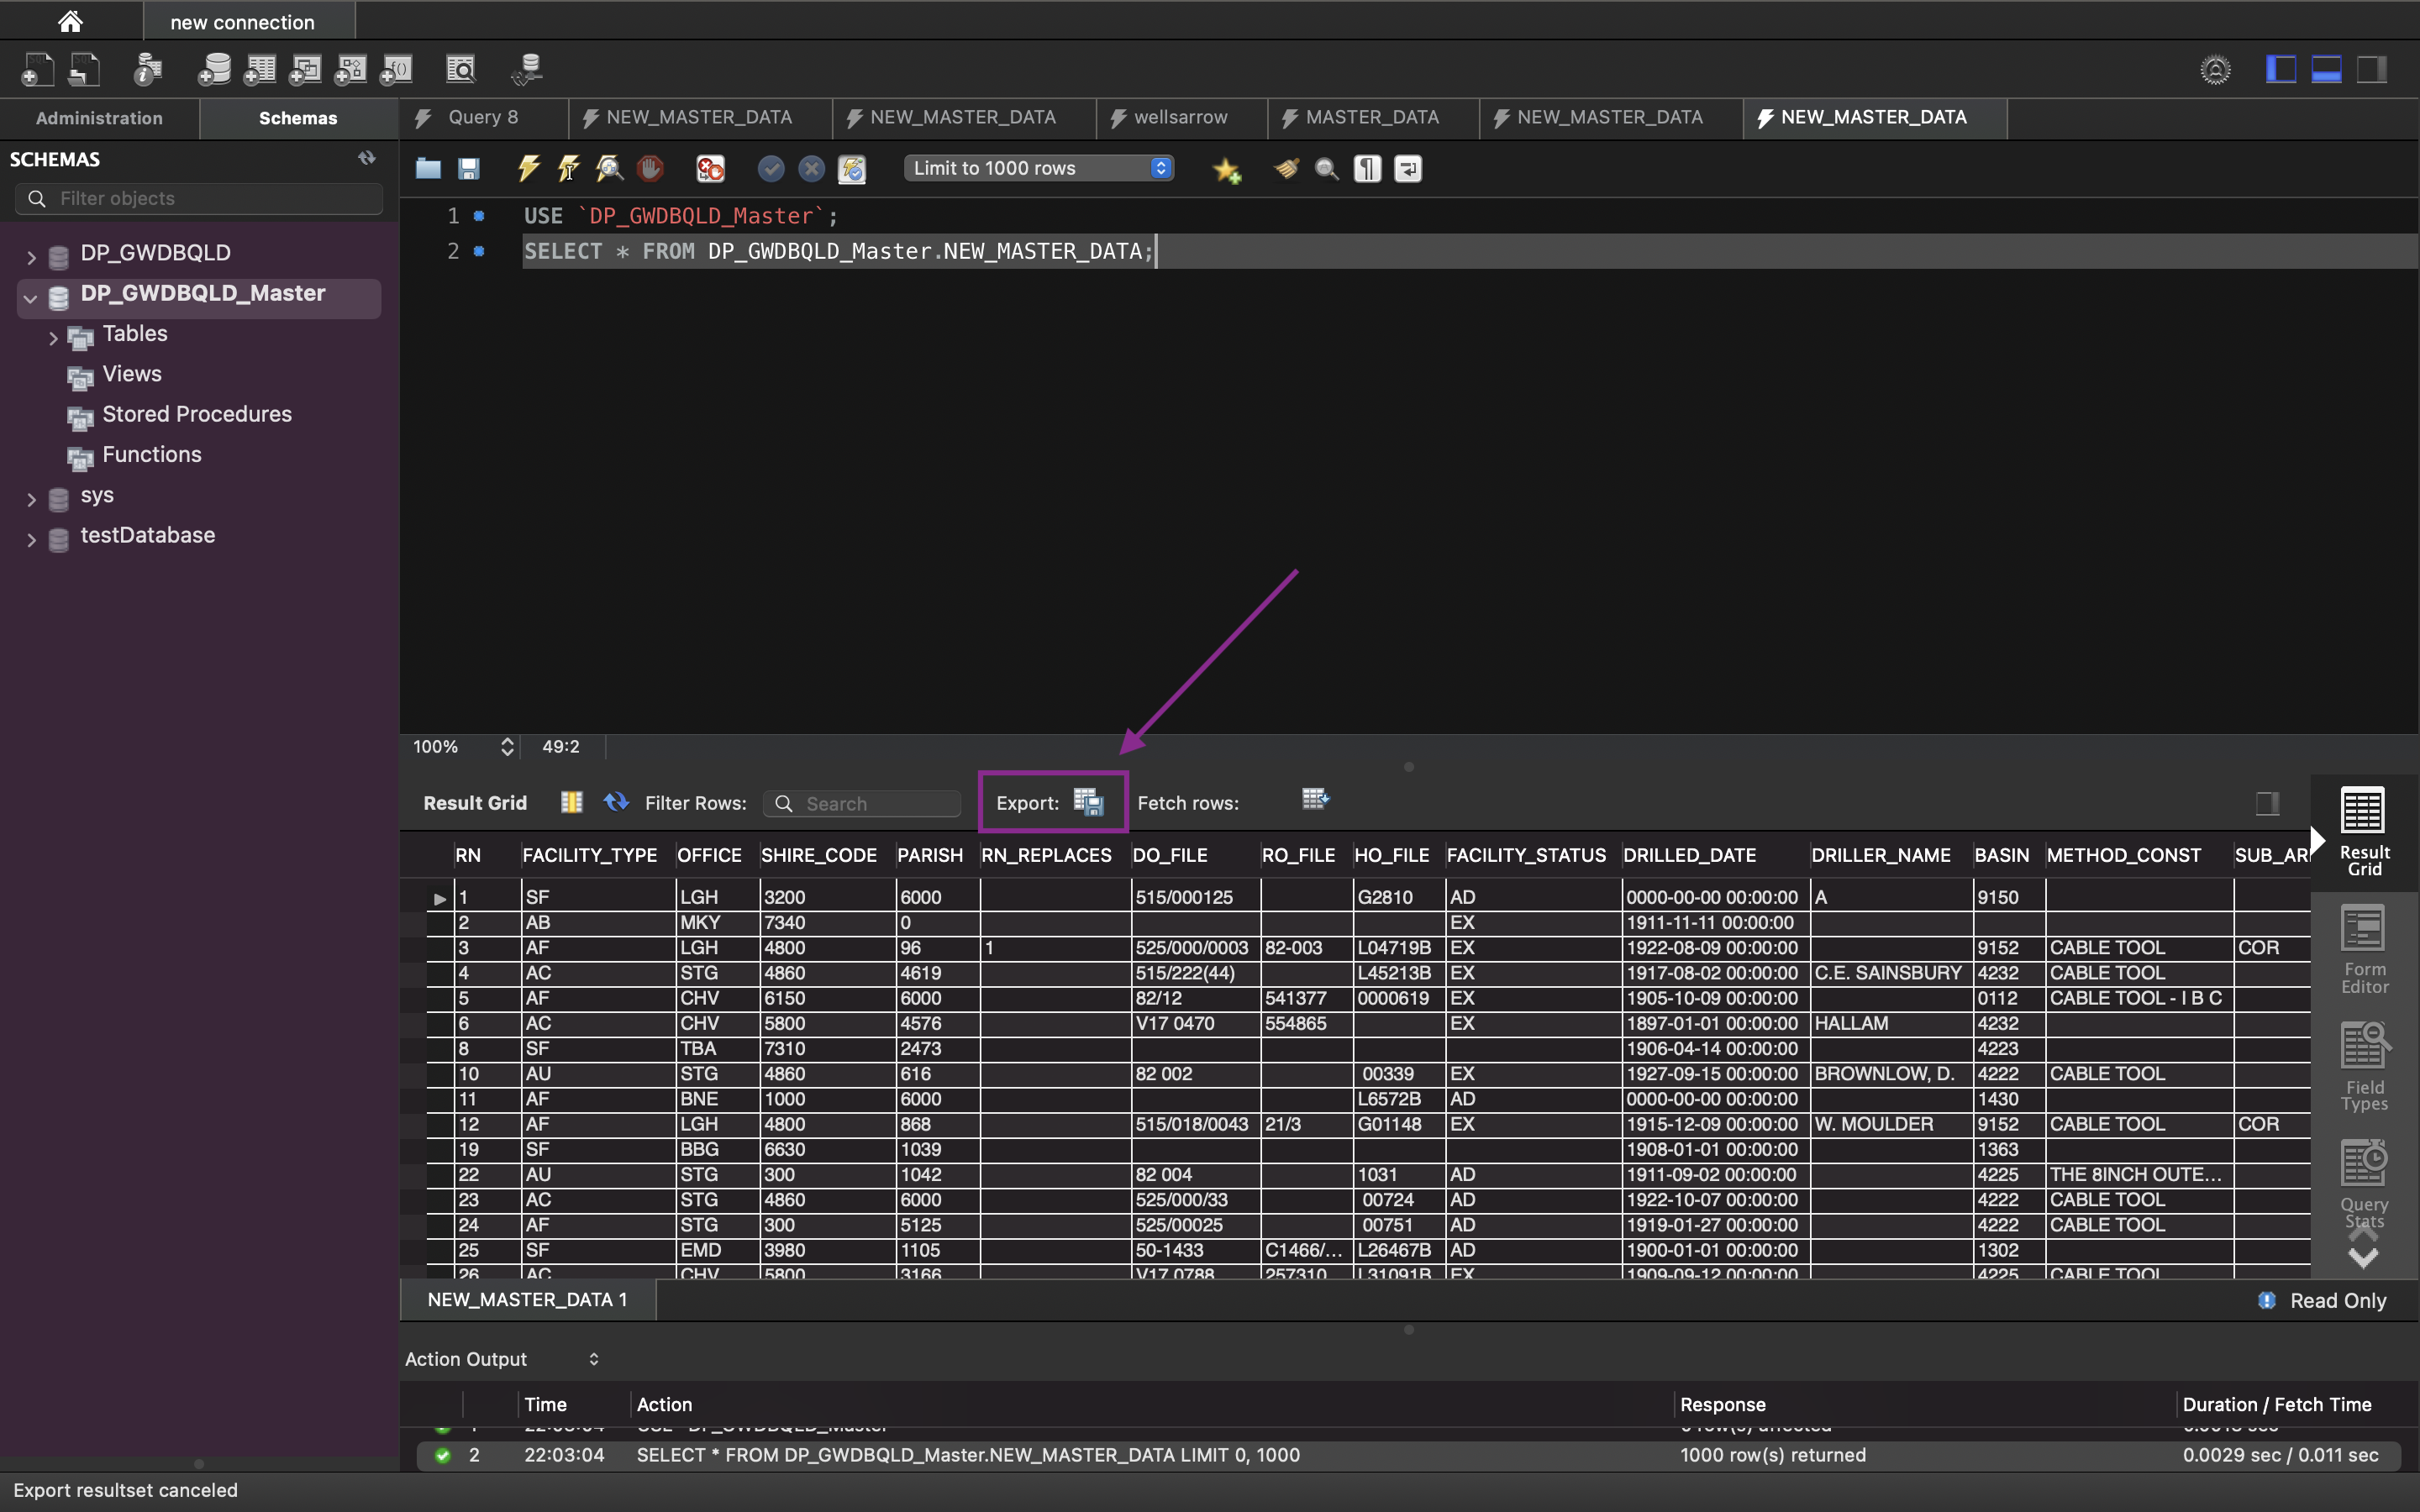 new connection
Administration Schemas Query 8 NEW_MASTER_DATA NEW_MASTER_DATA wellsarrow MASTER_DATA NEW_MASTER_DATA NEW_MASTER_DATA
SCHEMAS
Limit to 1000 rows
Filter objects
1 USE `DP_GWDBQLD_Master`;
2 SELECT * FROM DP_GWDBQLD_Master.NEW_MASTER_DATA;
DP_GWDBQLD
DP_GWDBQLD_Master
Tables
Views
Stored Procedures
Functions
sys
testDatabase
100% 49:2
Result Grid Filter Rows: Search Export: Fetch rows:
RN FACILITY_TYPE OFFICE SHIRE_CODE PARISH RN_REPLACES DO_FILE RO_FILE HO_FILE FACILITY_STATUS DRILLED_DATE DRILLER_NAME BASIN METHOD_CONST SUB_AR
1 SF LGH 3200 6000 515/000125 G2810 AD 0000-00-00 00:00:00 A 9150
2 AB MKY 7340 0 EX 1911-11-11 00:00:00
3 AF LGH 4800 96 1 525/000/0003 82-003 L04719B EX 1922-08-09 00:00:00 9152 CABLE TOOL COR
4 AC STG 4860 4619 515/222(44) L45213B EX 1917-08-02 00:00:00 C.E. SAINSBURY 4232 CABLE TOOL
5 AF CHV 6150 6000 82/12 541377 0000619 EX 1905-10-09 00:00:00 0112 CABLE TOOL - I B C
6 AC CHV 5800 4576 V17 0470 554865 EX 1897-01-01 00:00:00 HALLAM 4232
8 SF TBA 7310 2473 1906-04-14 00:00:00 4223
10 AU STG 4860 616 82 002 00339 EX 1927-09-15 00:00:00 BROWNLOW, D. 4222 CABLE TOOL
11 AF BNE 1000 6000 L6572B AD 0000-00-00 00:00:00 1430
12 AF LGH 4800 868 515/018/0043 21/3 G01148 EX 1915-12-09 00:00:00 W. MOULDER 9152 CABLE TOOL COR
19 SF BBG 6630 1039 1908-01-01 00:00:00 1363
22 AU STG 300 1042 82 004 1031 AD 1911-09-02 00:00:00 4225 THE 8INCH OUTE...
23 AC STG 4860 6000 525/000/33 00724 AD 1922-10-07 00:00:00 4222 CABLE TOOL
24 AF STG 300 5125 525/00025 00751 AD 1919-01-27 00:00:00 4222 CABLE TOOL
25 SF EMD 3980 1105 50-1433 C1466/... L26467B AD 1900-01-01 00:00:00 1302
26 AC CHV 5800 3166 V17 0788 257310 L31091B EX 1909-09-12 00:00:00 4225 CABLE TOOL
Result
Grid
Form
Editor
Field
Types
Query
Stats
NEW_MASTER_DATA 1 Read Only
Action Output
Time Action Response Duration / Fetch Time
2 22:03:04 SELECT * FROM DP_GWDBQLD_Master.NEW_MASTER_DATA LIMIT 0, 1000 1000 row(s) returned 0.0029 sec / 0.011 sec
Export resultset canceled